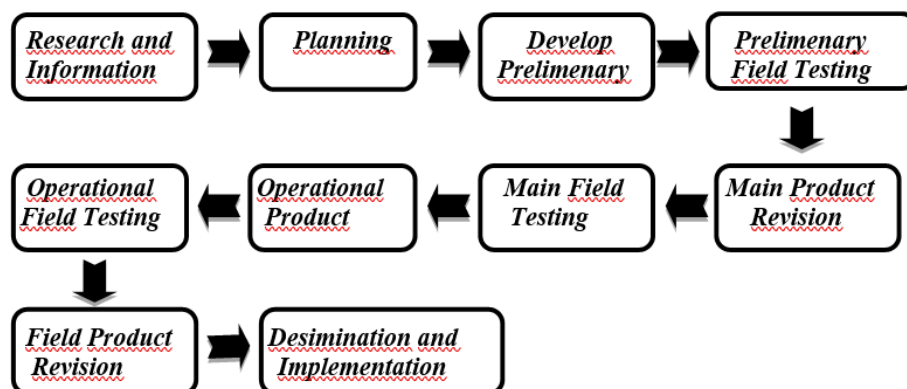 Research and
Information
Planning
Develop
Prelimenary
Prelimenary
Field Testing
Main Product
Revision
Main Field
Testing
Operational
Product
Operational
Field Testing
Field Product
Revision
Desimination and
Implementation